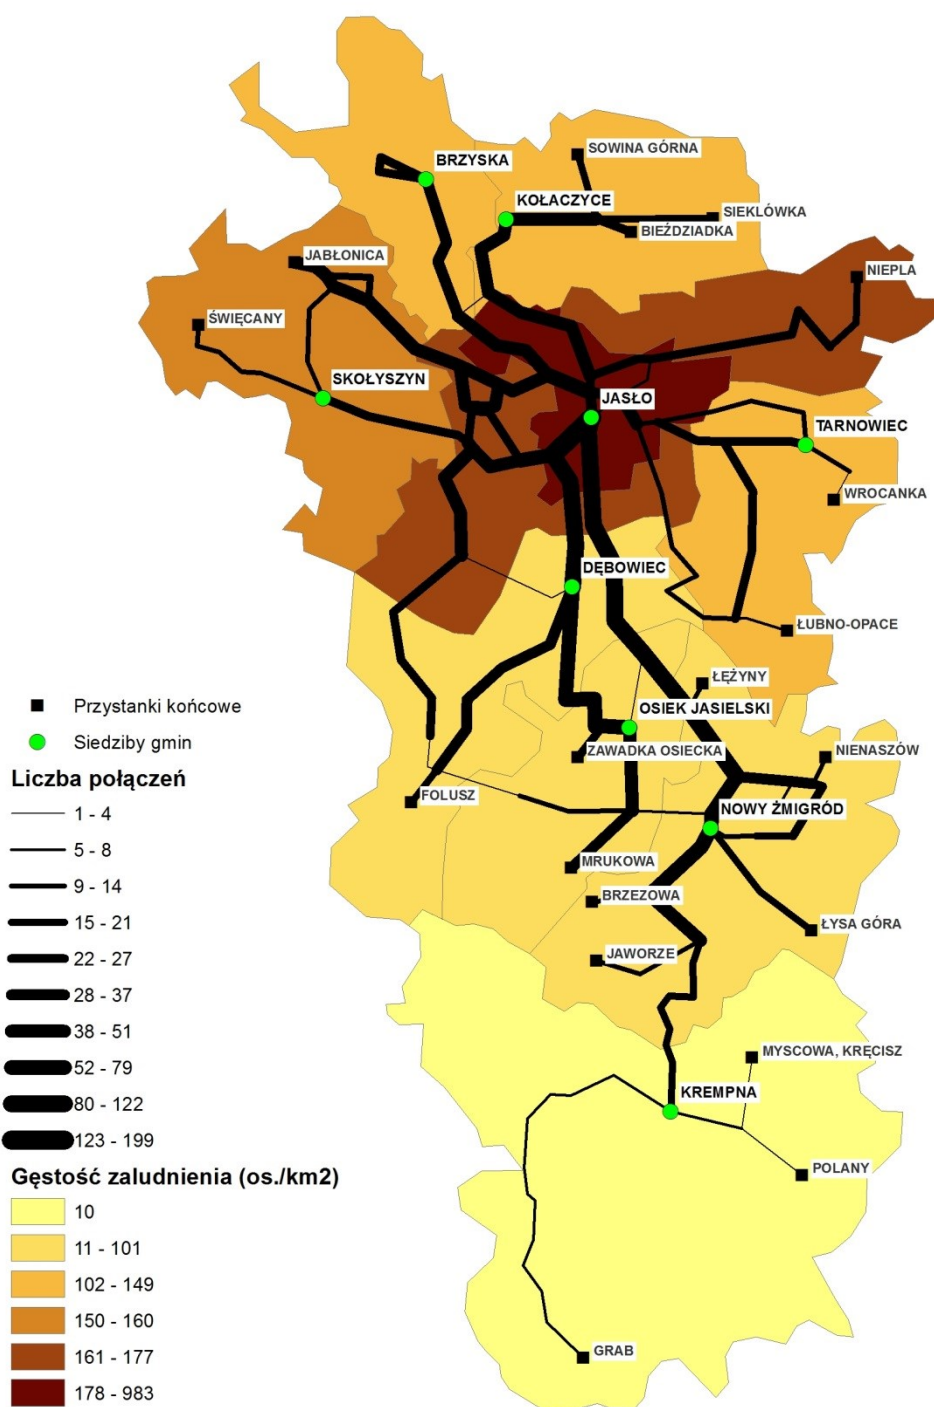 SOWINA GÓRNA
BRZYSKA
KOŁACZYCE
SIEKLÓWKA
BIEŹDZIADKA
JABŁONICA
NIEPLA
ŚWIĘCANY
SKOŁYSZYN
JASŁO
TARNOWIEC
WROCANKA
DĘBOWIEC
ŁUBNO-OPACE
ŁĘŻYNY
OSIEK JASIELSKI
ZAWADKA OSIECKA
NIENASZÓW
FOLUSZ
NOWY ŻMIGRÓD
MRUKOWA
BRZEZOWA
ŁYSA GÓRA
JAWORZE
MYSCOWA, KRĘCISZ
KREMPNA
POLANY
GRAB
Przystanki końcowe
Siedziby gmin
Liczba połączeń
1 - 4
5 - 8
9 - 14
15 - 21
22 - 27
28 - 37
38 - 51
52 - 79
80 - 122
123 - 199
Gęstość zaludnienia (os./km2)
10
11 - 101
102 - 149
150 - 160
161 - 177
178 - 983